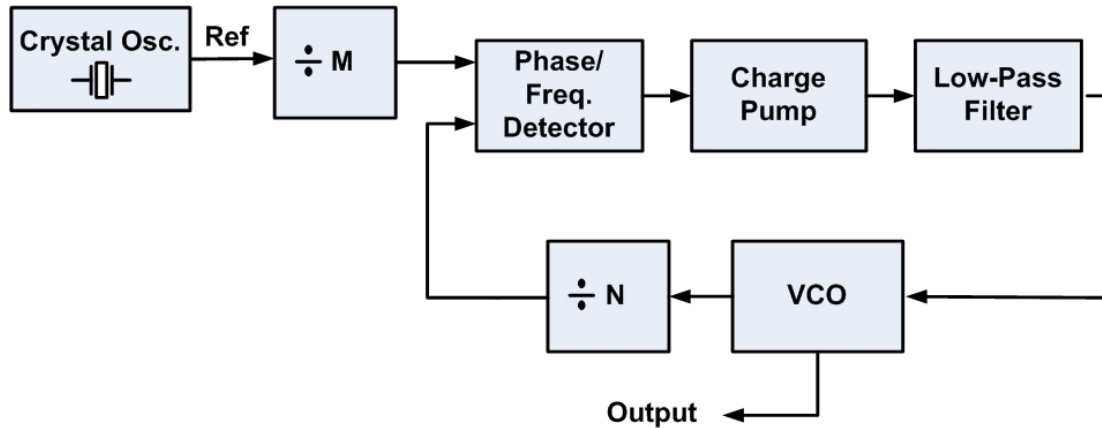 Crystal Osc.
Ref
÷ M
Phase/
Freq.
Detector
Charge
Pump
Low-Pass
Filter
÷ N
VCO
Output